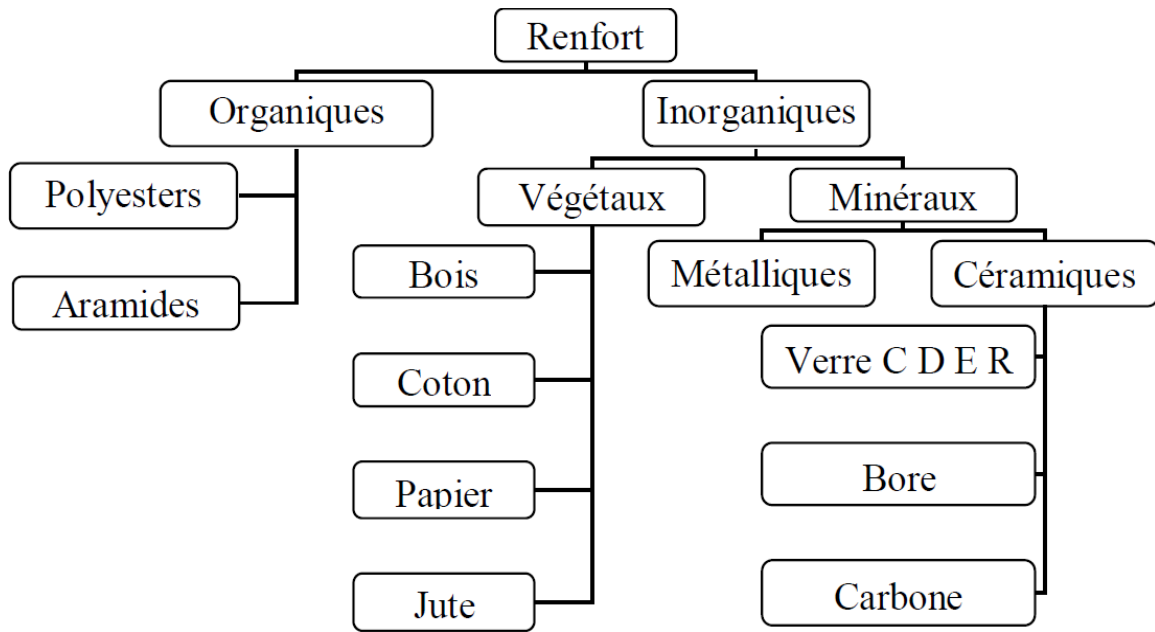 Renfort
Organiques
Inorganiques
Polyesters
Végétaux
Minéraux
Aramides
Bois
Métalliques
Céramiques
Verre C D E R
Coton
Bore
Papier
Carbone
Jute